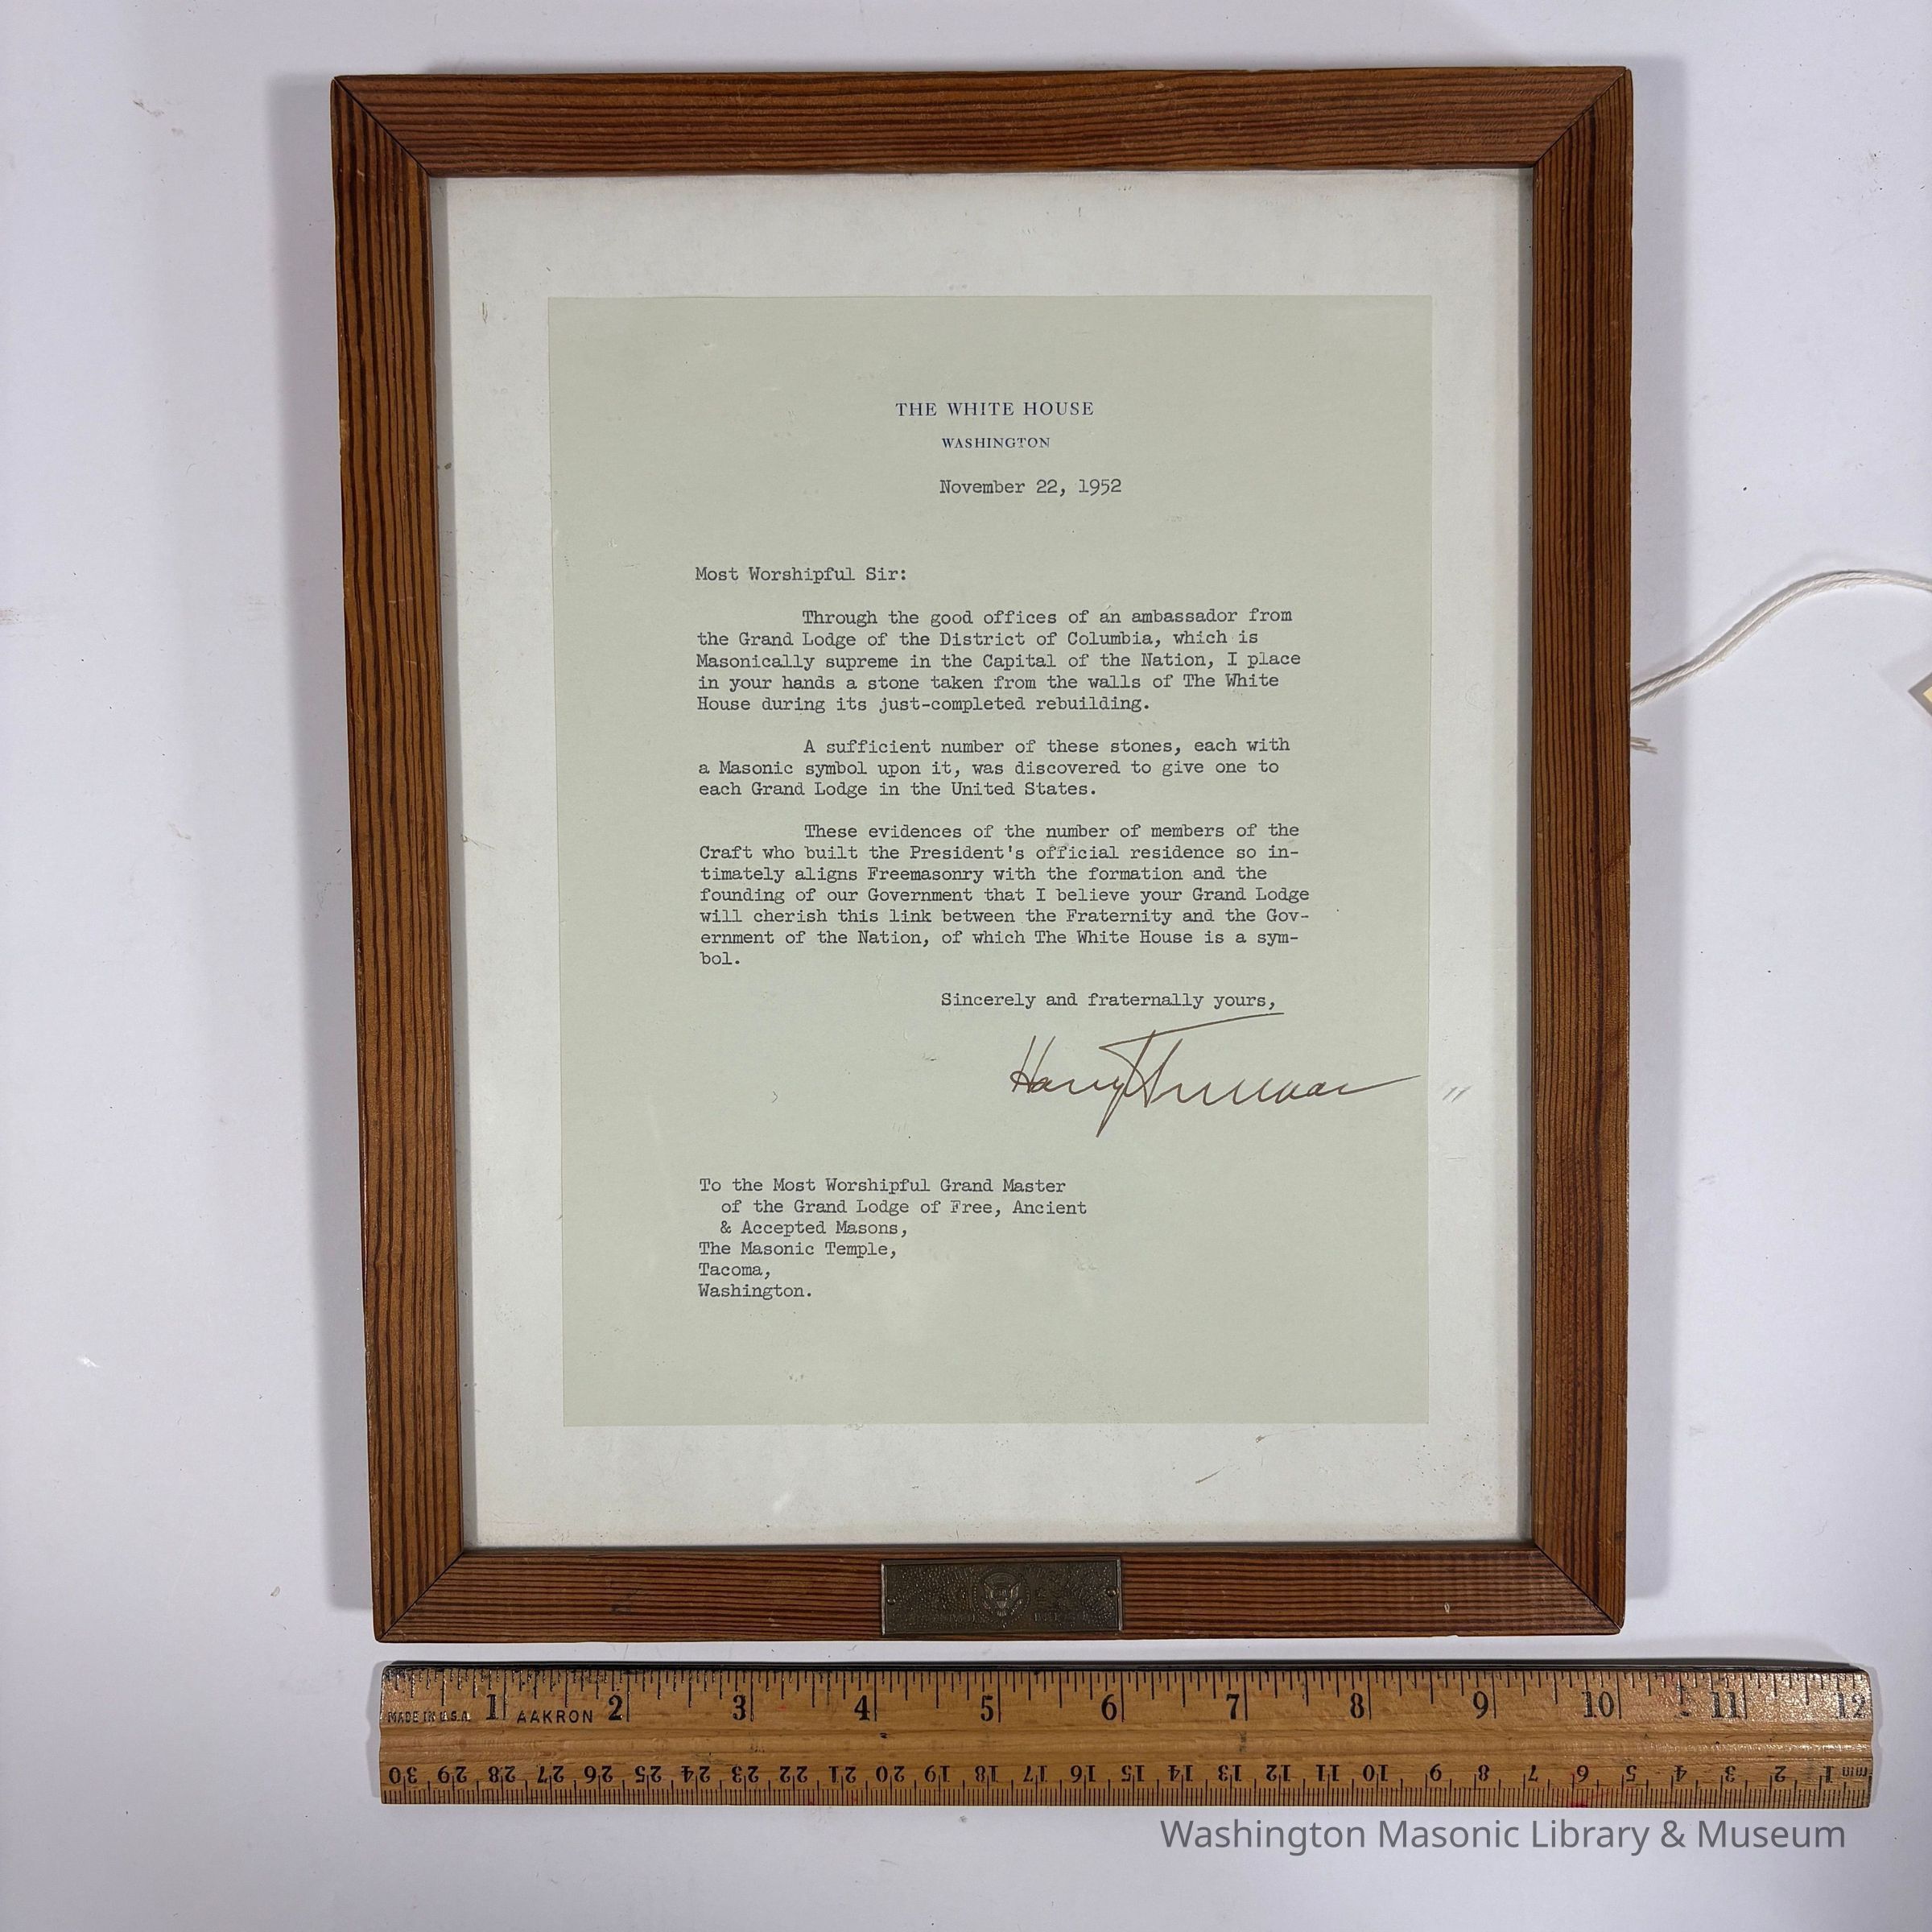 THE WHITE HOUSE
WASHINGTON
November 22, 1952
Most Worshipful Sir:
Through the good offices of an ambassador from
the Grand Lodge of the District of Columbia, which is
Masonically supreme in the Capital of the Nation, I place
in your hands a stone taken from the walls of The White
House during its just-completed rebuilding.
A sufficient number of these stones, each with
a Masonic symbol upon it, was discovered to give one to
each Grand Lodge in the United States.
These evidences of the number of members of the
Craft who built the President's official residence so in-
timately aligns Freemasonry with the formation and the
founding of our Government that I believe your Grand Lodge
will cherish this link between the Fraternity and the Gov-
ernment of the Nation, of which The White House is a sym-
bol.
Sincerely and fraternally yours,
Harry Truman
To the Most Worshipful Grand Master
of the Grand Lodge of Free, Ancient
& Accepted Masons,
The Masonic Temple,
Tacoma,
Washington.
1 2 3 4 5 6 7 8 9 10 11 12
MADE IN U.S.A. AAKRON
30 29 28 27 26 25 24 23 22 21 20 19 18 17 16 15 14 13 12 11 10 9 8 7 6 5 4 3 2 1 mm
Washington Masonic Library & Museum